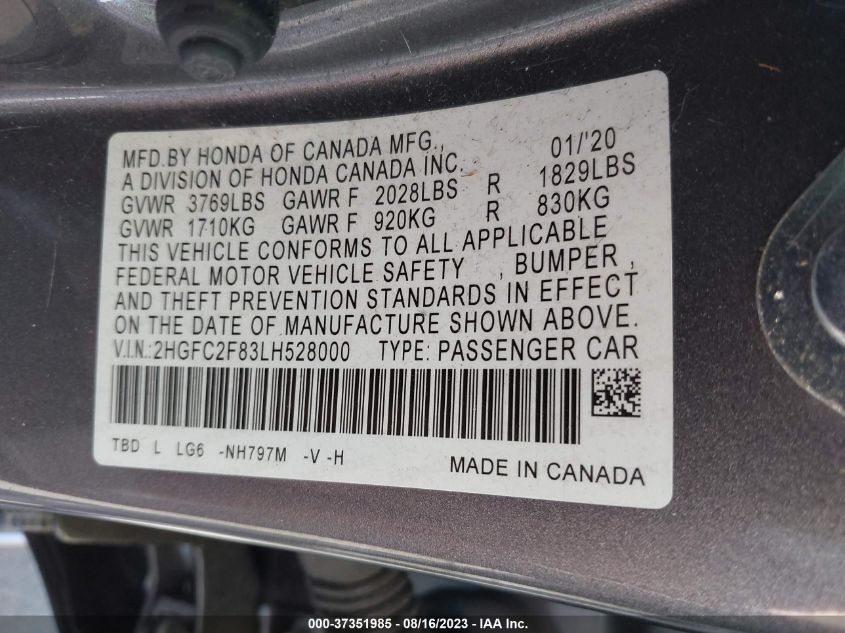 MFD.BY HONDA OF CANADA MFG., 01/'20
A DIVISION OF HONDA CANADA INC.
GVWR 3769LBS GAWR F 2028LBS R 1829LBS
GVWR 1710KG GAWR F 920KG R 830KG
THIS VEHICLE CONFORMS TO ALL APPLICABLE
FEDERAL MOTOR VEHICLE SAFETY , BUMPER ,
AND THEFT PREVENTION STANDARDS IN EFFECT
ON THE DATE OF MANUFACTURE SHOWN ABOVE.
V.I.N.:2HGFC2F83LH528000 TYPE: PASSENGER CAR
TBD L LG6 -NH797M -V -H
MADE IN CANADA
000-37351985 - 08/16/2023 - IAA Inc.